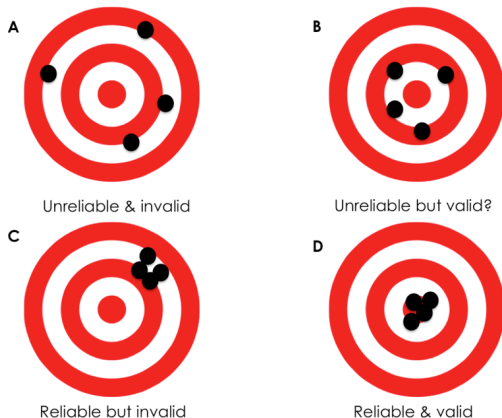 A
B
Unreliable & invalid
Unreliable but valid?
C
D
Reliable but invalid
Reliable & valid